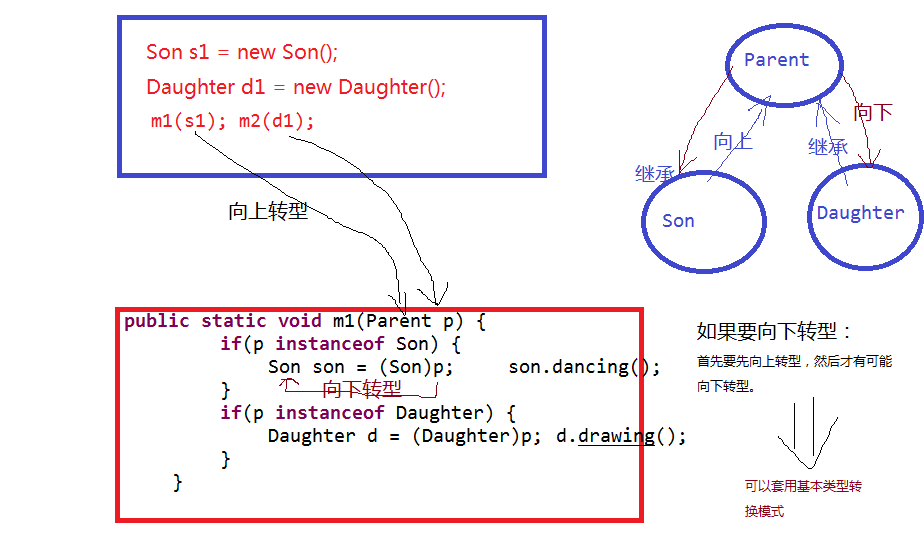 Son s1 = new Son();
Daughter d1 = new Daughter();
m1(s1); m2(d1);
向上转型
Parent
向下
向上
继承
继承
Son
Daughter
public static void m1(Parent p) {
if(p instanceof Son) {
Son son = (Son)p; son.dancing();
向下转型
}
if(p instanceof Daughter) {
Daughter d = (Daughter)p; d.drawing();
}
}
如果要向下转型：
首先要先向上转型，然后才有可能
向下转型。
可以套用基本类型转
换模式